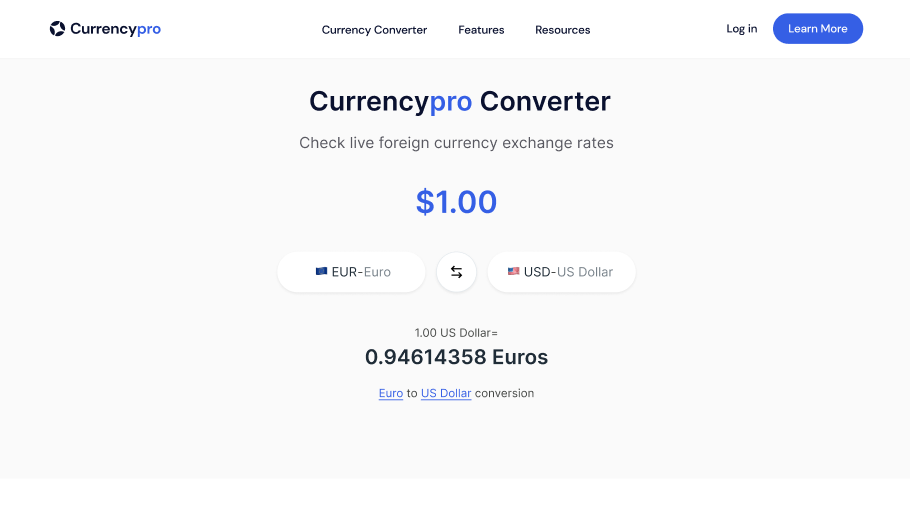 Currencypro
Currency Converter Features Resources
Log in Learn More
Currencypro Converter
Check live foreign currency exchange rates
$1.00
EUR-Euro
USD-US Dollar
1.00 US Dollar=
0.94614358 Euros
Euro to US Dollar conversion